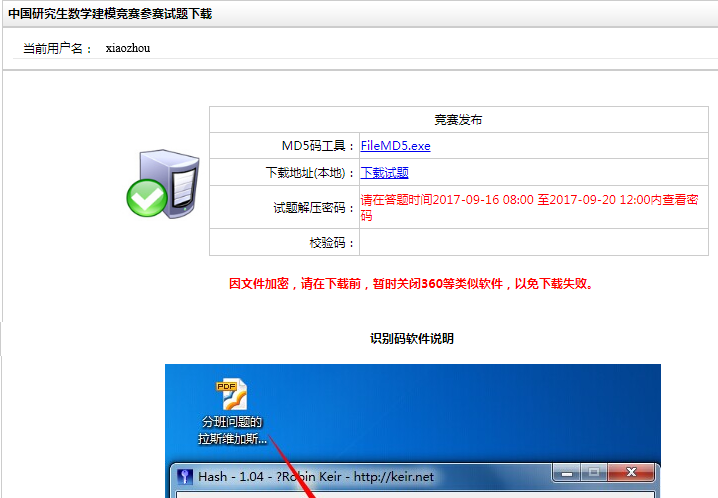 中国研究生数学建模竞赛参赛试题下载
当前用户名： xiaozhou
竞赛发布
MD5码工具： FileMD5.exe
下载地址(本地)： 下载试题
试题解压密码： 请在答题时间2017-09-16 08:00 至2017-09-20 12:00内查看密
码
校验码：
因文件加密，请在下载前，暂时关闭360等类似软件，以免下载失败。
识别码软件说明
PDF
分班问题的
拉斯维加斯...
Hash - 1.04 - ?Robin Keir - http://keir.net